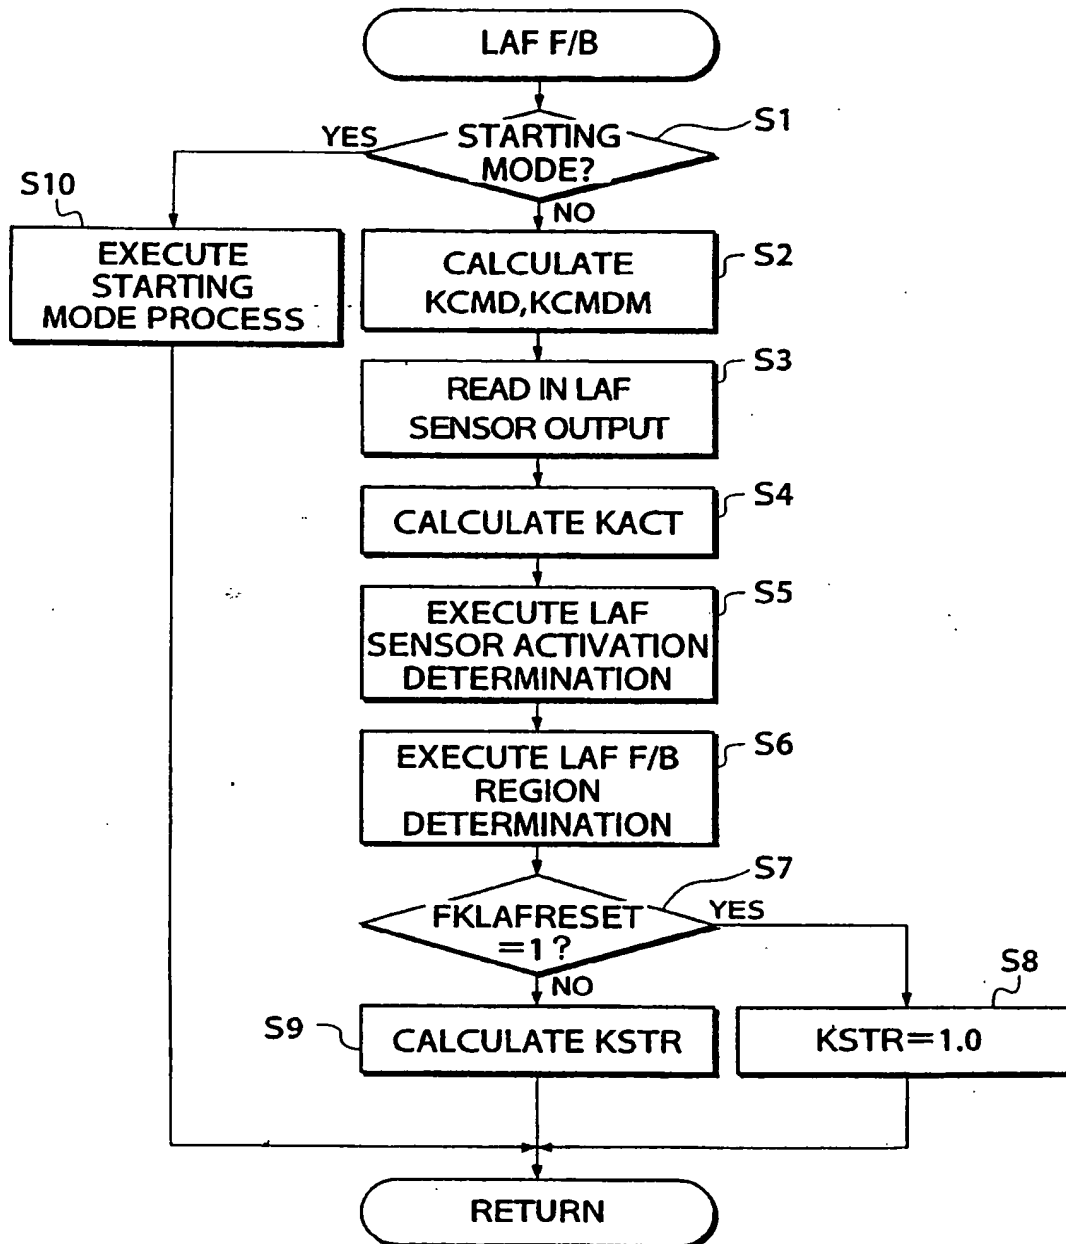 LAF F/B
S1
YES
STARTING
MODE?
NO
S10
EXECUTE
STARTING
MODE PROCESS
S2
CALCULATE
KCMD,KCMDM
S3
READ IN LAF
SENSOR OUTPUT
S4
CALCULATE KACT
S5
EXECUTE LAF
SENSOR ACTIVATION
DETERMINATION
S6
EXECUTE LAF F/B
REGION
DETERMINATION
S7
FKLAFRESET
=1?
YES
NO
S8
KSTR=1.0
S9
CALCULATE KSTR
RETURN